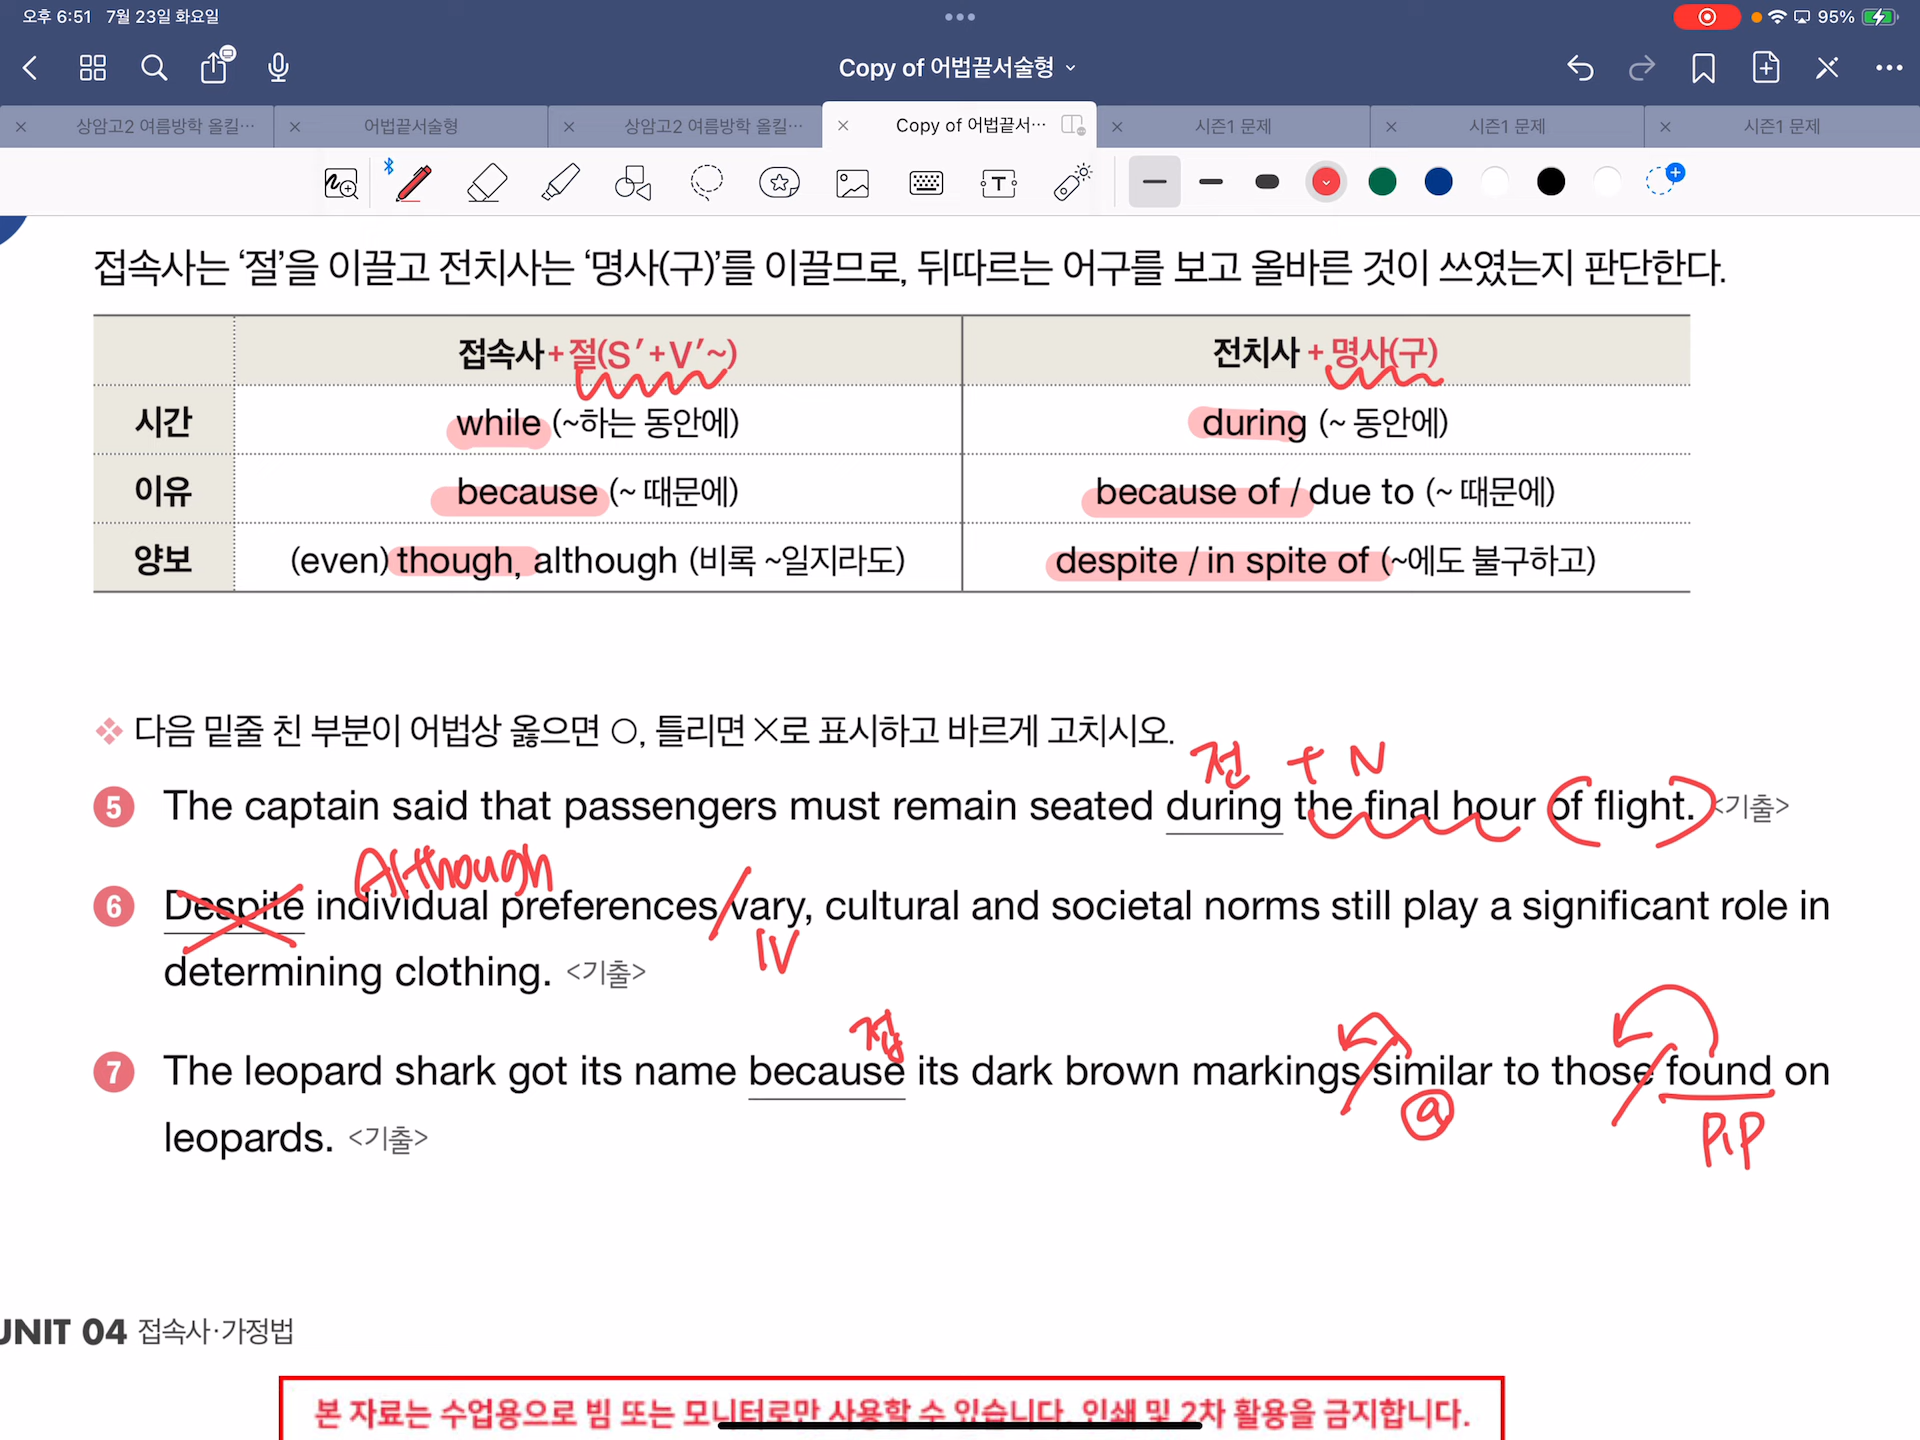 오후 6:51 7월 23일 화요일
95%
Copy of 어법끝서술형
상암고2 여름방학 올킬…
어법끝서술형
상암고2 여름방학 올킬…
Copy of 어법끝서…
시즌1 문제
시즌1 문제
시즌1 문제
접속사는 ‘절’을 이끌고 전치사는 ‘명사(구)’를 이끌므로, 뒤따르는 어구를 보고 올바른 것이 쓰였는지 판단한다.
접속사+절(S′+V′~) 전치사 +명사(구)
시간 while (~하는 동안에) during (~ 동안에)
이유 because (~ 때문에) because of / due to (~ 때문에)
양보 (even) though, although (비록 ~일지라도) despite / in spite of (~에도 불구하고)
❖ 다음 밑줄 친 부분이 어법상 옳으면 ○, 틀리면 ×로 표시하고 바르게 고치시오.
전 + N
5 The captain said that passengers must remain seated during the final hour of flight. <기출>
Although
6 Despite individual preferences vary, cultural and societal norms still play a significant role in
determining clothing. <기출>
접
7 The leopard shark got its name because its dark brown markings similar to those found on
ⓐ
P.P
leopards. <기출>
UNIT 04 접속사·가정법
본 자료는 수업용으로 빔 또는 모니터로만 사용할 수 있습니다. 인쇄 및 2차 활용을 금지합니다.